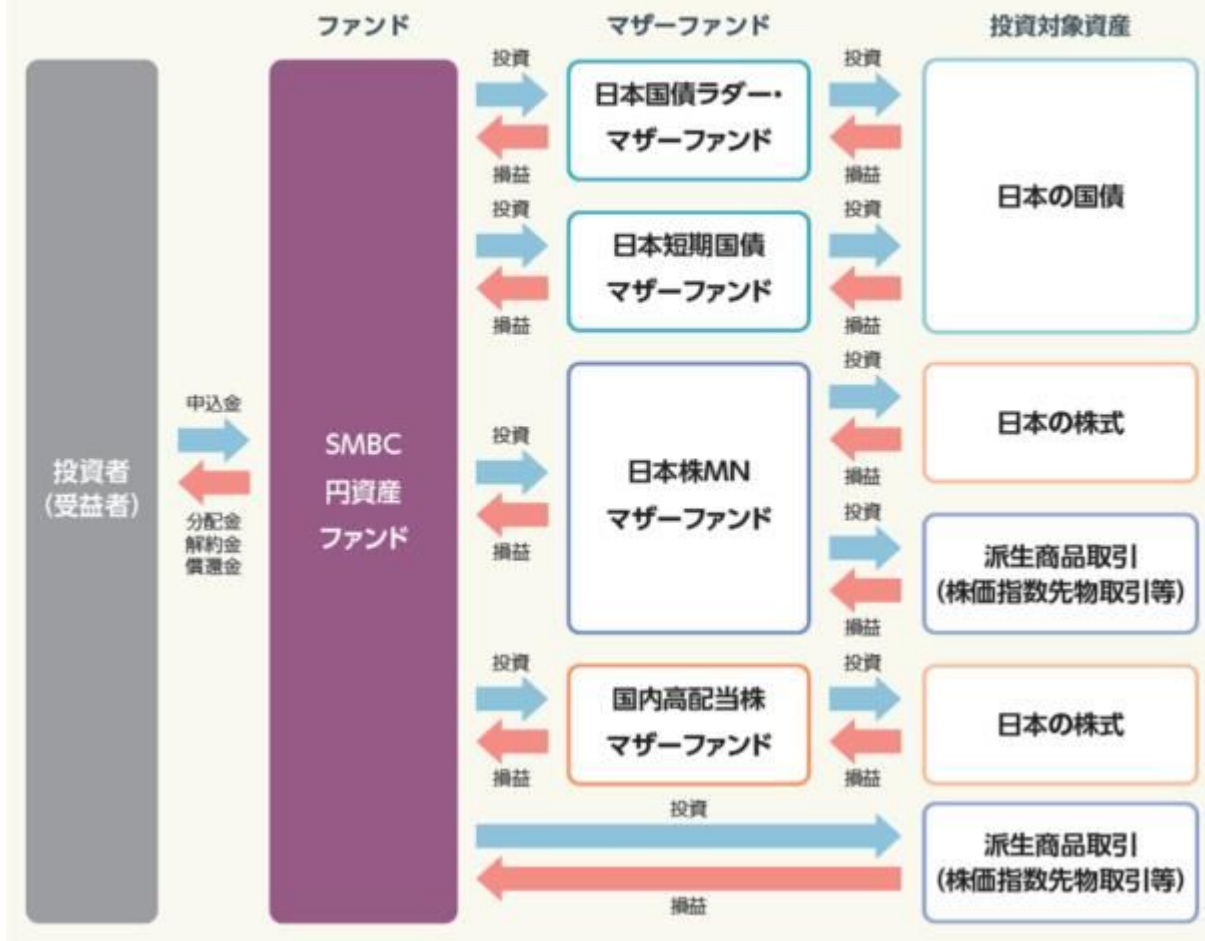 ファンド
マザーファンド
投資対象資産
投資者
(受益者)
申込金
分配金
解約金
償還金
SMBC
円資産
ファンド
投資
損益
日本国債ラダー・
マザーファンド
投資
損益
日本の国債
投資
損益
日本短期国債
マザーファンド
投資
損益
投資
損益
日本株MN
マザーファンド
投資
損益
日本の株式
投資
損益
派生商品取引
(株価指数先物取引等)
投資
損益
国内高配当株
マザーファンド
投資
損益
日本の株式
投資
損益
派生商品取引
(株価指数先物取引等)